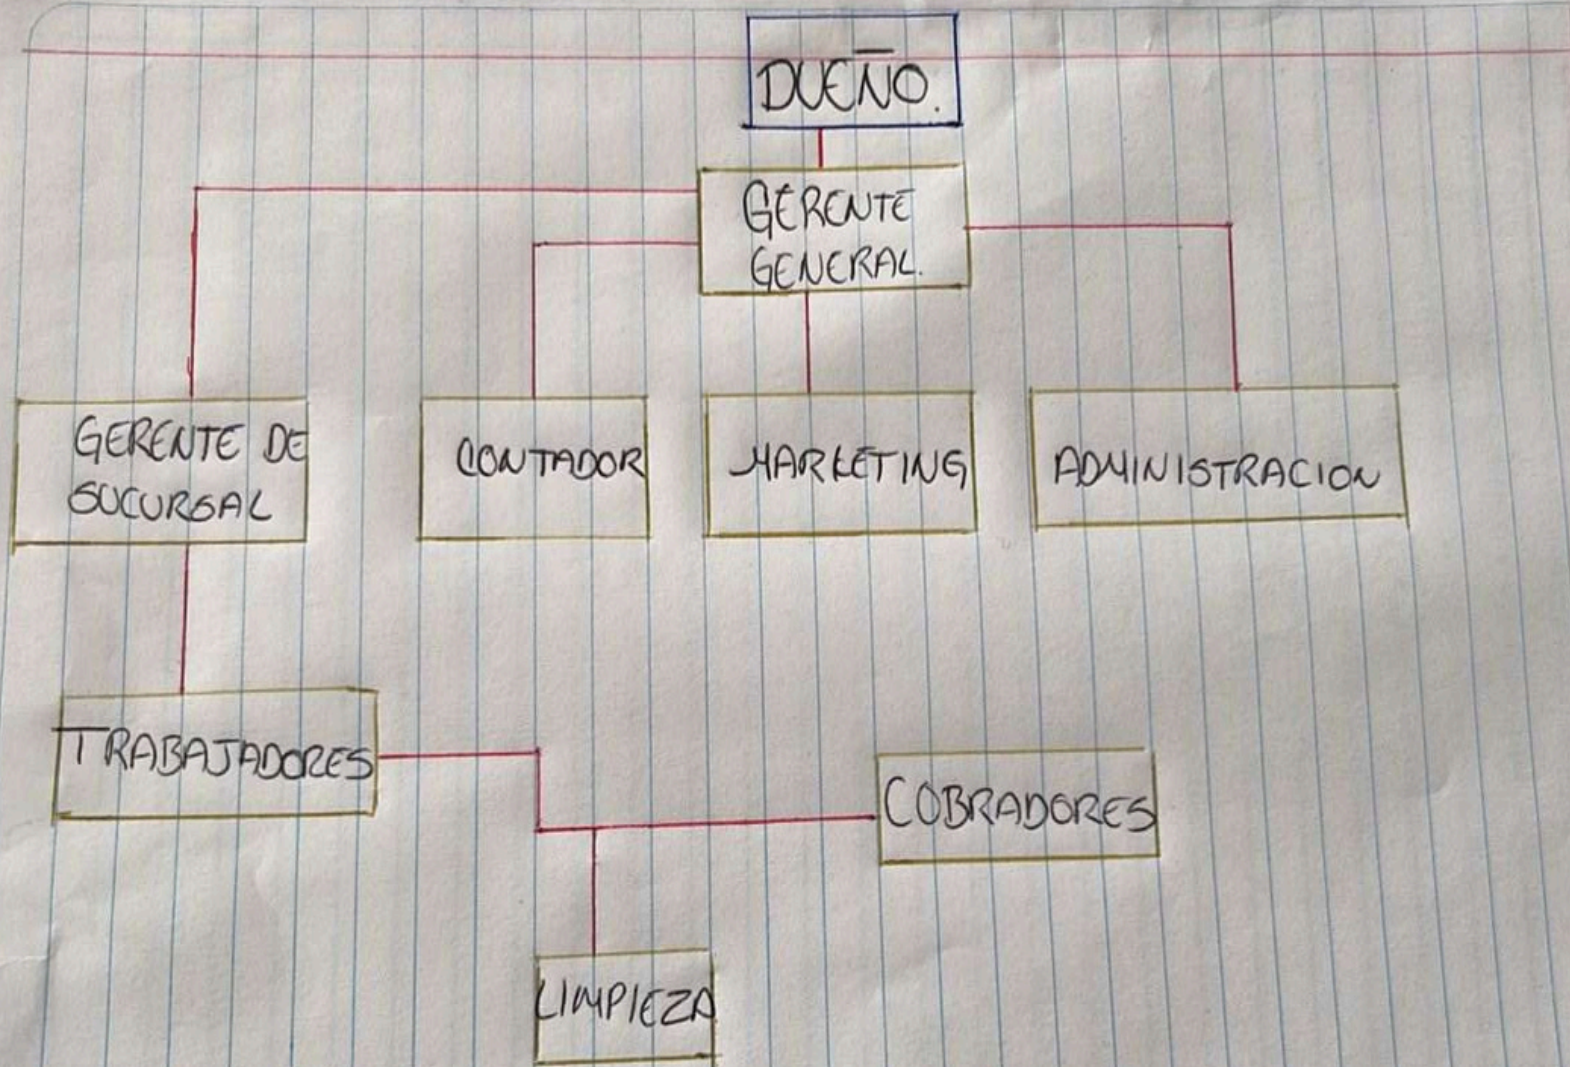 DUEÑO.
GERENTE
GENERAL.
GERENTE DE
SUCURSAL
CONTADOR
MARKETING
ADMINISTRACION
TRABAJADORES
COBRADORES
LIMPIEZA